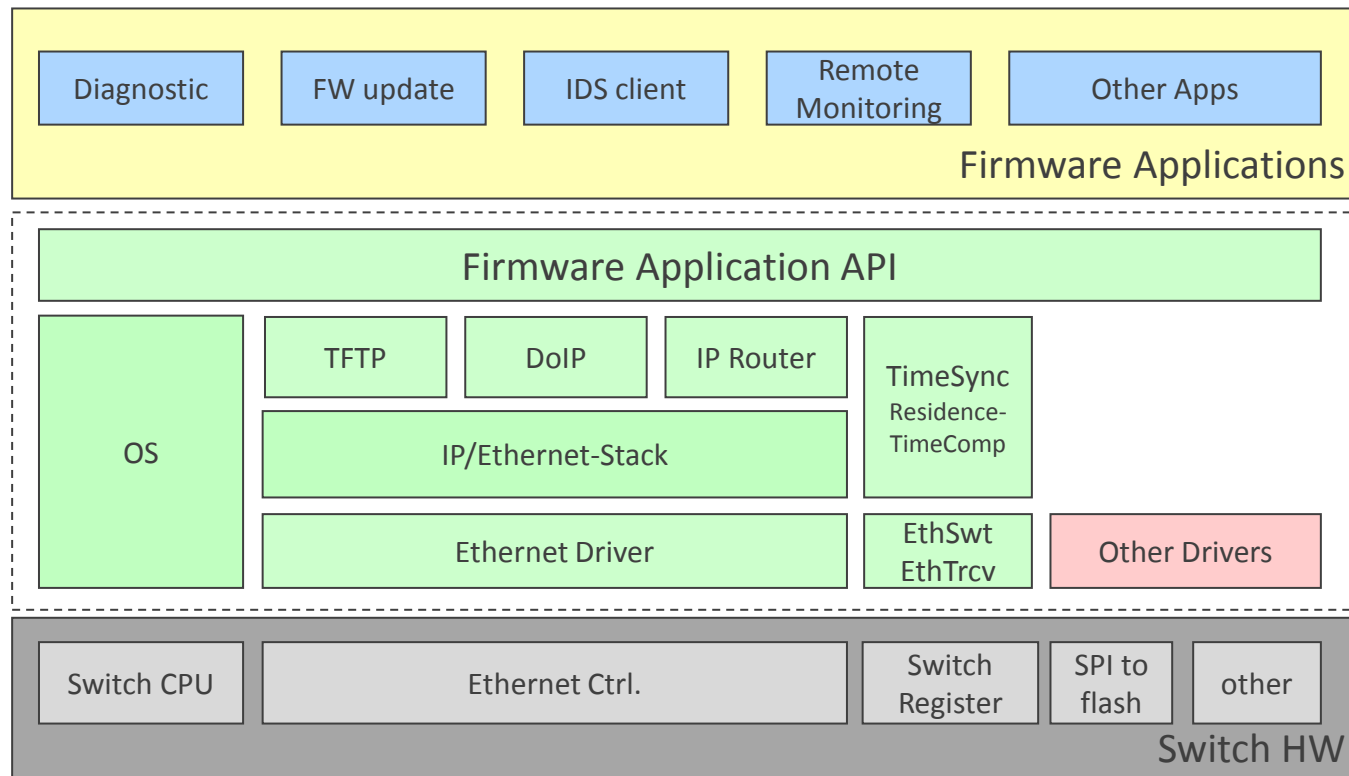 Diagnostic
FW update
IDS client
Remote
Monitoring
Other Apps
Firmware Applications
Firmware Application API
OS
TFTP
DoIP
IP Router
TimeSync
Residence-
TimeComp
IP/Ethernet-Stack
Ethernet Driver
EthSwt
EthTrcv
Other Drivers
Switch CPU
Ethernet Ctrl.
Switch
Register
SPI to
flash
other
Switch HW